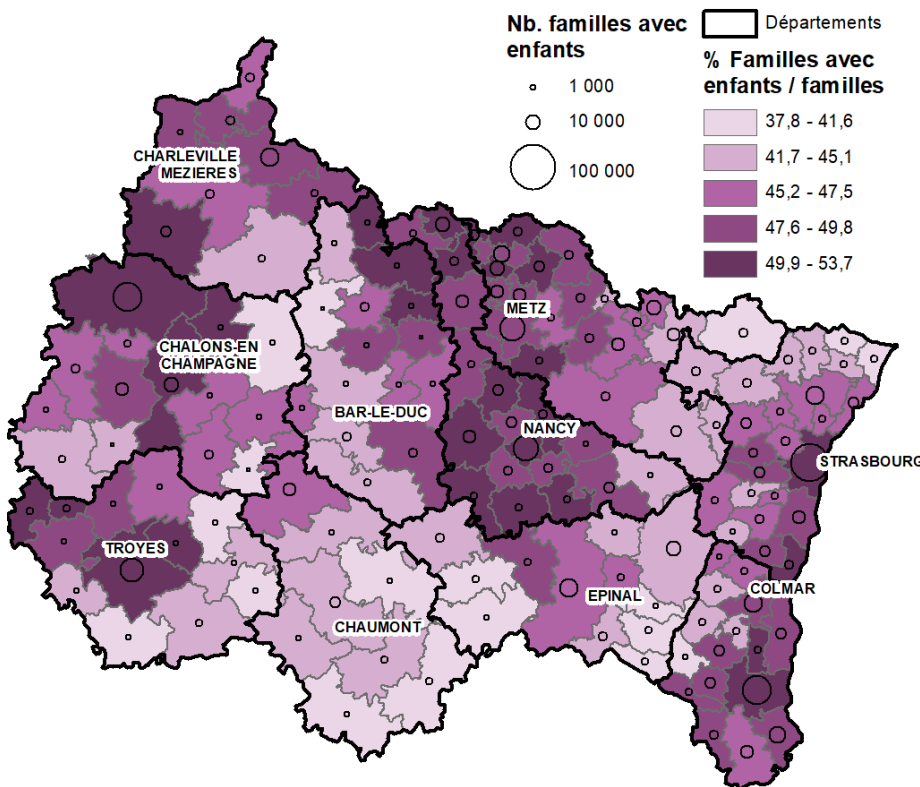 Nb. familles avec
enfants
1 000
10 000
100 000
Départements
% Familles avec
enfants / familles
37,8 - 41,6
41,7 - 45,1
45,2 - 47,5
47,6 - 49,8
49,9 - 53,7
CHARLEVILLE
MEZIERES
METZ
CHALONS-EN
CHAMPAGNE
BAR-LE-DUC
NANCY
STRASBOURG
TROYES
EPINAL
COLMAR
CHAUMONT